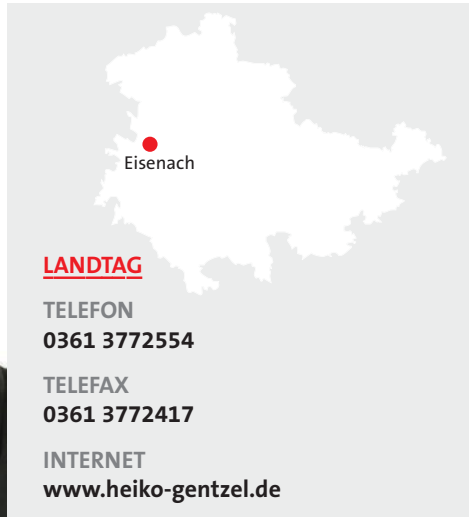 Eisenach
LANDTAG
TELEFON
0361 3772554
TELEFAX
0361 3772417
INTERNET
www.heiko-gentzel.de